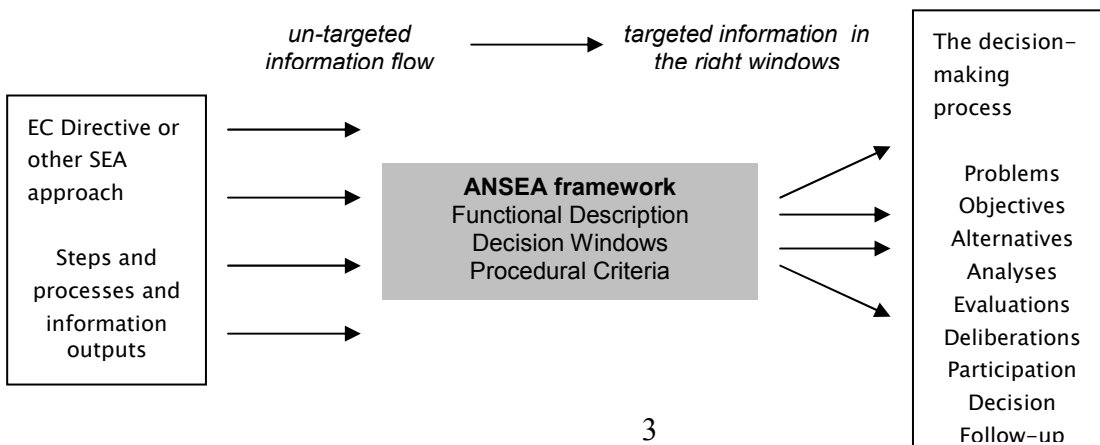 un-targeted
information flow
targeted information in
the right windows
EC Directive or
other SEA
approach
Steps and
processes and
information
outputs
ANSEA framework
Functional Description
Decision Windows
Procedural Criteria
The decision-
making
process
Problems
Objectives
Alternatives
Analyses
Evaluations
Deliberations
Participation
Decision
Follow-up
3